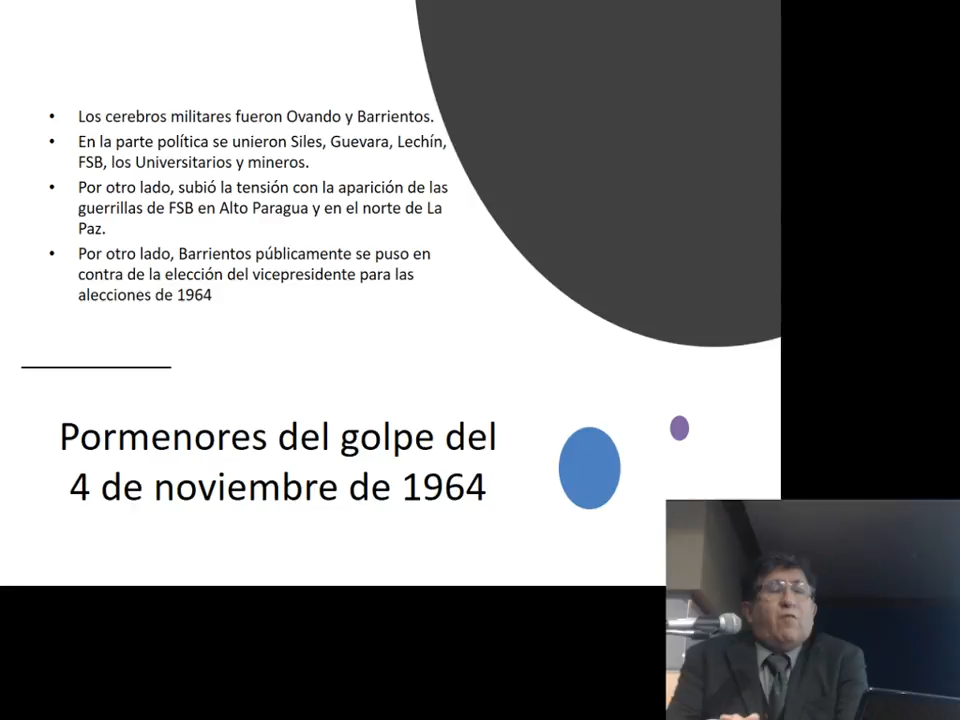 • Los cerebros militares fueron Ovando y Barrientos.
• En la parte política se unieron Siles, Guevara, Lechín,
FSB, los Universitarios y mineros.
• Por otro lado, subió la tensión con la aparición de las
guerrillas de FSB en Alto Paragua y en el norte de La
Paz.
• Por otro lado, Barrientos públicamente se puso en
contra de la elección del vicepresidente para las
alecciones de 1964
Pormenores del golpe del
4 de noviembre de 1964